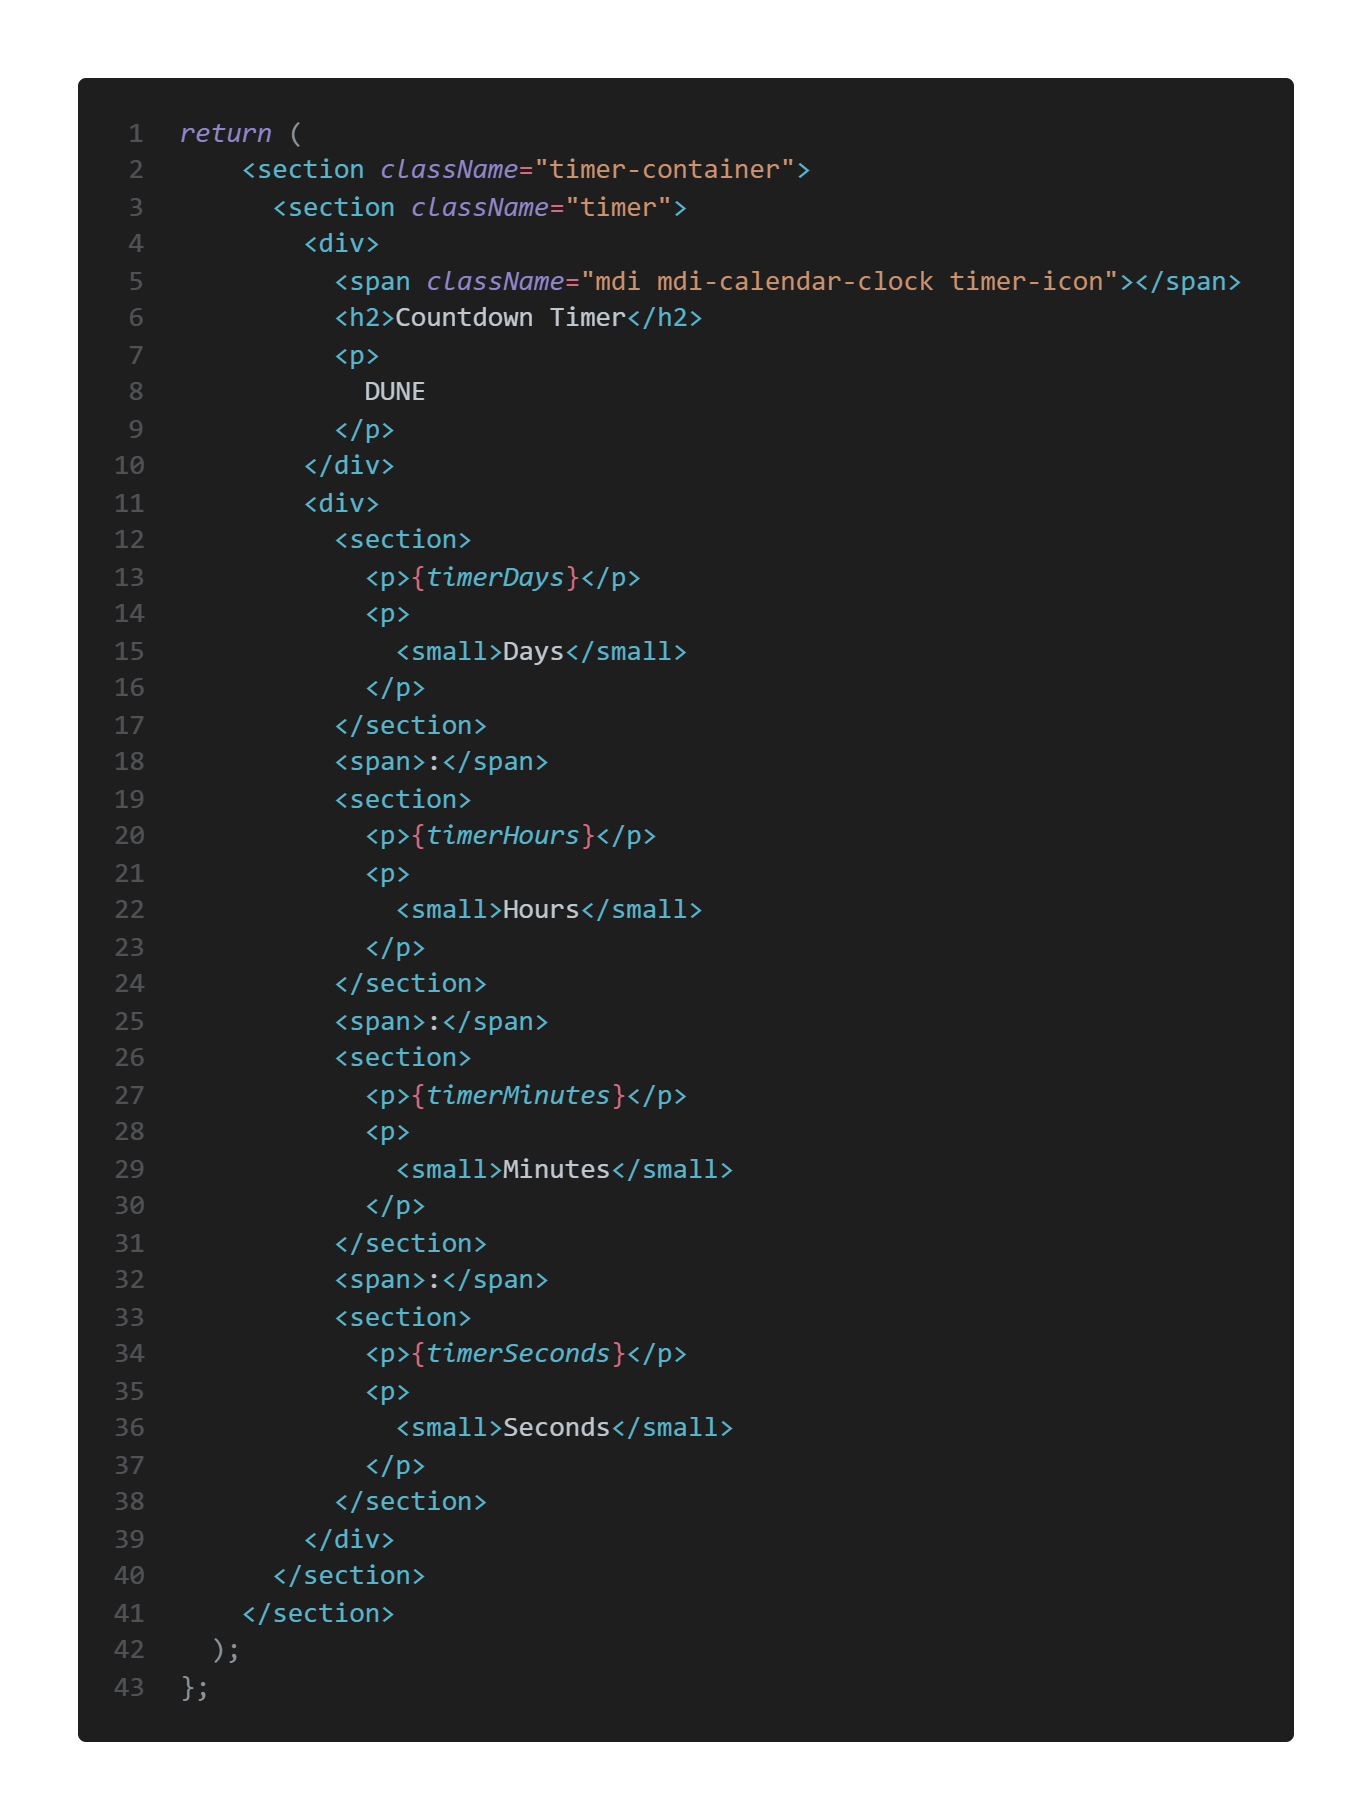 1 return (
2 <section className="timer-container">
3 <section className="timer">
4 <div>
5 <span className="mdi mdi-calendar-clock timer-icon"></span>
6 <h2>Countdown Timer</h2>
7 <p>
8 DUNE
9 </p>
10 </div>
11 <div>
12 <section>
13 <p>{timerDays}</p>
14 <p>
15 <small>Days</small>
16 </p>
17 </section>
18 <span>:</span>
19 <section>
20 <p>{timerHours}</p>
21 <p>
22 <small>Hours</small>
23 </p>
24 </section>
25 <span>:</span>
26 <section>
27 <p>{timerMinutes}</p>
28 <p>
29 <small>Minutes</small>
30 </p>
31 </section>
32 <span>:</span>
33 <section>
34 <p>{timerSeconds}</p>
35 <p>
36 <small>Seconds</small>
37 </p>
38 </section>
39 </div>
40 </section>
41 </section>
42 );
43 };